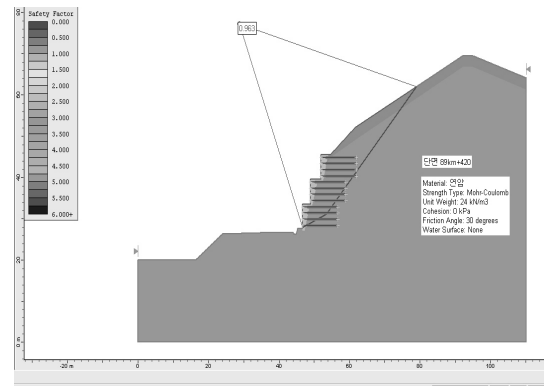 Safety Factor
0.000
0.500
1.000
1.500
2.000
2.500
3.000
3.500
4.000
4.500
5.000
5.500
6.000+
0.963
단면 89km+420
Material: 연암
Strength Type: Mohr-Coulomb
Unit Weight: 24 kN/m3
Cohesion: 0 kPa
Friction Angle: 30 degrees
Water Surface: None
80
60
40
20
0 m
-20 m
0
20
40
60
80
100